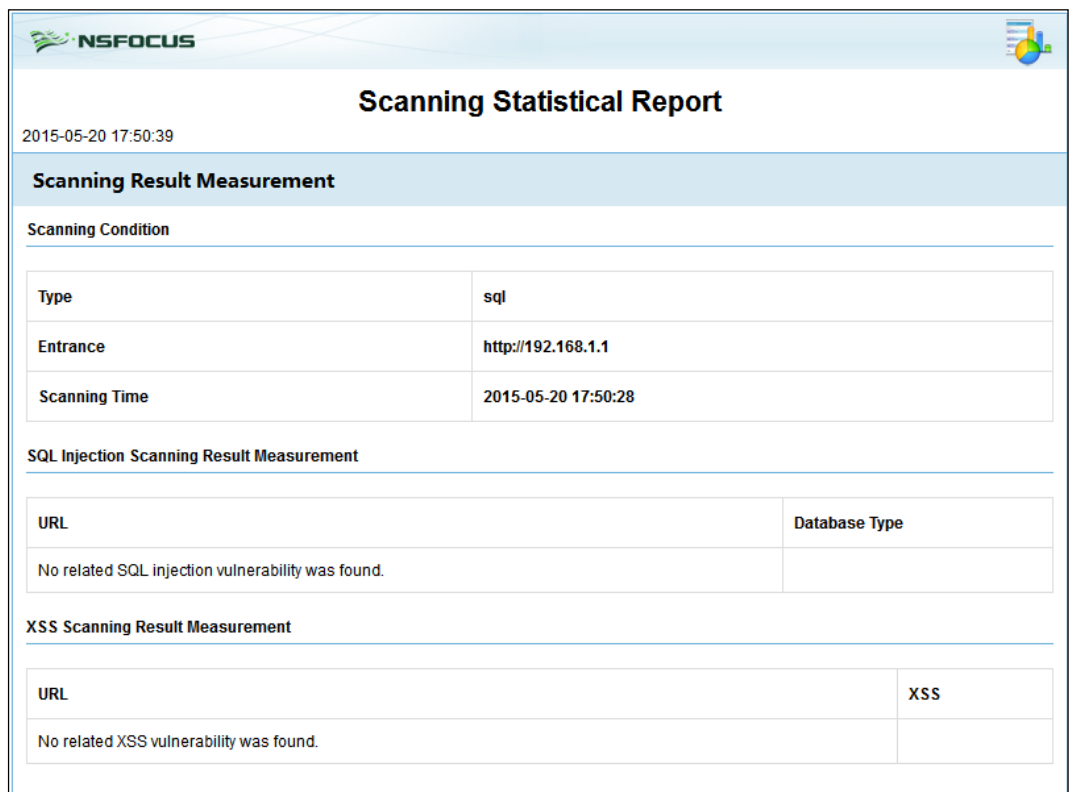 NSFOCUS
Scanning Statistical Report
2015-05-20 17:50:39
Scanning Result Measurement
Scanning Condition
Type sql
Entrance http://192.168.1.1
Scanning Time 2015-05-20 17:50:28
SQL Injection Scanning Result Measurement
URL Database Type
No related SQL injection vulnerability was found.
XSS Scanning Result Measurement
URL XSS
No related XSS vulnerability was found.